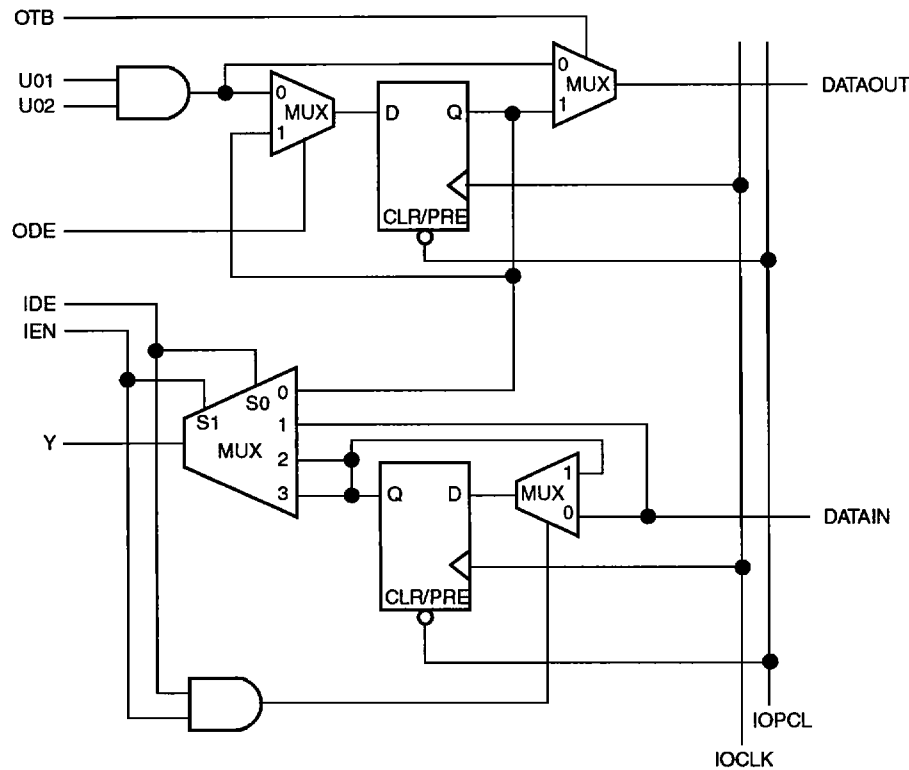 OTB
0
MUX
1
DATAOUT
U01
U02
0
MUX
1
D
Q
CLR/PRE
ODE
IDE
IEN
S0
S1
0
1
MUX
2
3
Y
Q
D
1
MUX
0
DATAIN
CLR/PRE
IOPCL
IOCLK